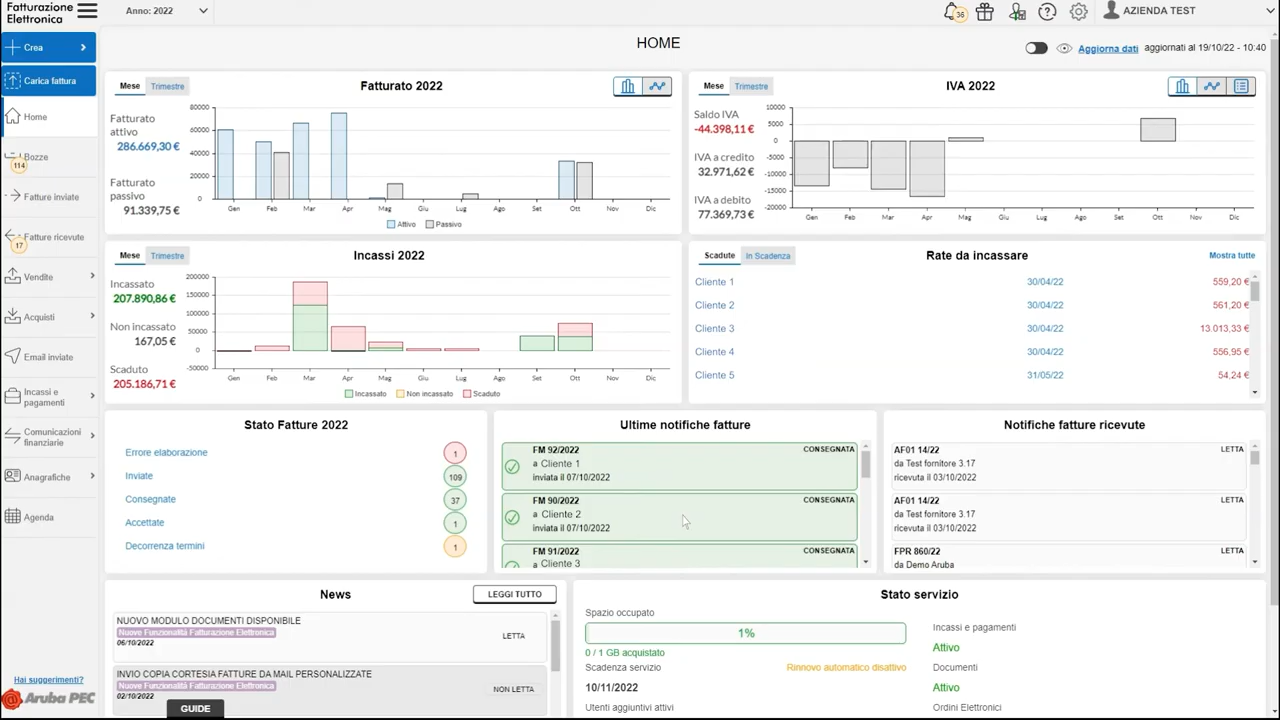 Fatturazione
Elettronica
Anno: 2022
36
AZIENDA TEST
Crea
Carica fattura
Home
Bozze
114
Fatture inviate
Fatture ricevute
17
Vendite
Acquisti
Email inviate
Incassi e
pagamenti
Comunicazioni
finanziarie
Anagrafiche
Agenda
Hai suggerimenti?
Aruba PEC
HOME
Aggiorna dati aggiornati al 19/10/22 - 10:40
Mese Trimestre
Fatturato 2022
Fatturato
attivo
286.669,30 €
Fatturato
passivo
91.339,75 €
80000
60000
40000
20000
0
Gen Feb Mar Apr Mag Giu Lug Ago Set Ott Nov Dic
Attivo Passivo
Mese Trimestre
IVA 2022
Saldo IVA
-44.398,11 €
IVA a credito
32.971,62 €
IVA a debito
77.369,73 €
10000
5000
0
-5000
-10000
-15000
-20000
Gen Feb Mar Apr Mag Giu Lug Ago Set Ott Nov Dic
Mese Trimestre
Incassi 2022
Incassato
207.890,86 €
Non incassato
167,05 €
Scaduto
205.186,71 €
200000
150000
100000
50000
0
-50000
Gen Feb Mar Apr Mag Giu Lug Ago Set Ott Nov Dic
Incassato Non incassato Scaduto
Scadute In Scadenza
Rate da incassare
Mostra tutte
Cliente 1 30/04/22 559,20 €
Cliente 2 30/04/22 561,20 €
Cliente 3 30/04/22 13.013,33 €
Cliente 4 30/04/22 556,95 €
Cliente 5 31/05/22 54,24 €
Stato Fatture 2022
Errore elaborazione 1
Inviate 109
Consegnate 37
Accettate 1
Decorrenza termini 1
Ultime notifiche fatture
FM 92/2022 CONSEGNATA
a Cliente 1
inviata il 07/10/2022
FM 90/2022 CONSEGNATA
a Cliente 2
inviata il 07/10/2022
FM 91/2022 CONSEGNATA
a Cliente 3
Notifiche fatture ricevute
AF01 14/22 LETTA
da Test fornitore 3.17
ricevuta il 03/10/2022
AF01 14/22 LETTA
da Test fornitore 3.17
ricevuta il 03/10/2022
FPR 860/22 LETTA
da Demo Aruba
News
LEGGI TUTTO
NUOVO MODULO DOCUMENTI DISPONIBILE
Nuove Funzionalità Fatturazione Elettronica
06/10/2022
LETTA
INVIO COPIA CORTESIA FATTURE DA MAIL PERSONALIZZATE
Nuove Funzionalità Fatturazione Elettronica
02/10/2022
NON LETTA
GUIDE
Stato servizio
Spazio occupato
1%
0 / 1 GB acquistato
Scadenza servizio Rinnovo automatico disattivo
10/11/2022
Utenti aggiuntivi attivi
Incassi e pagamenti
Attivo
Documenti
Attivo
Ordini Elettronici